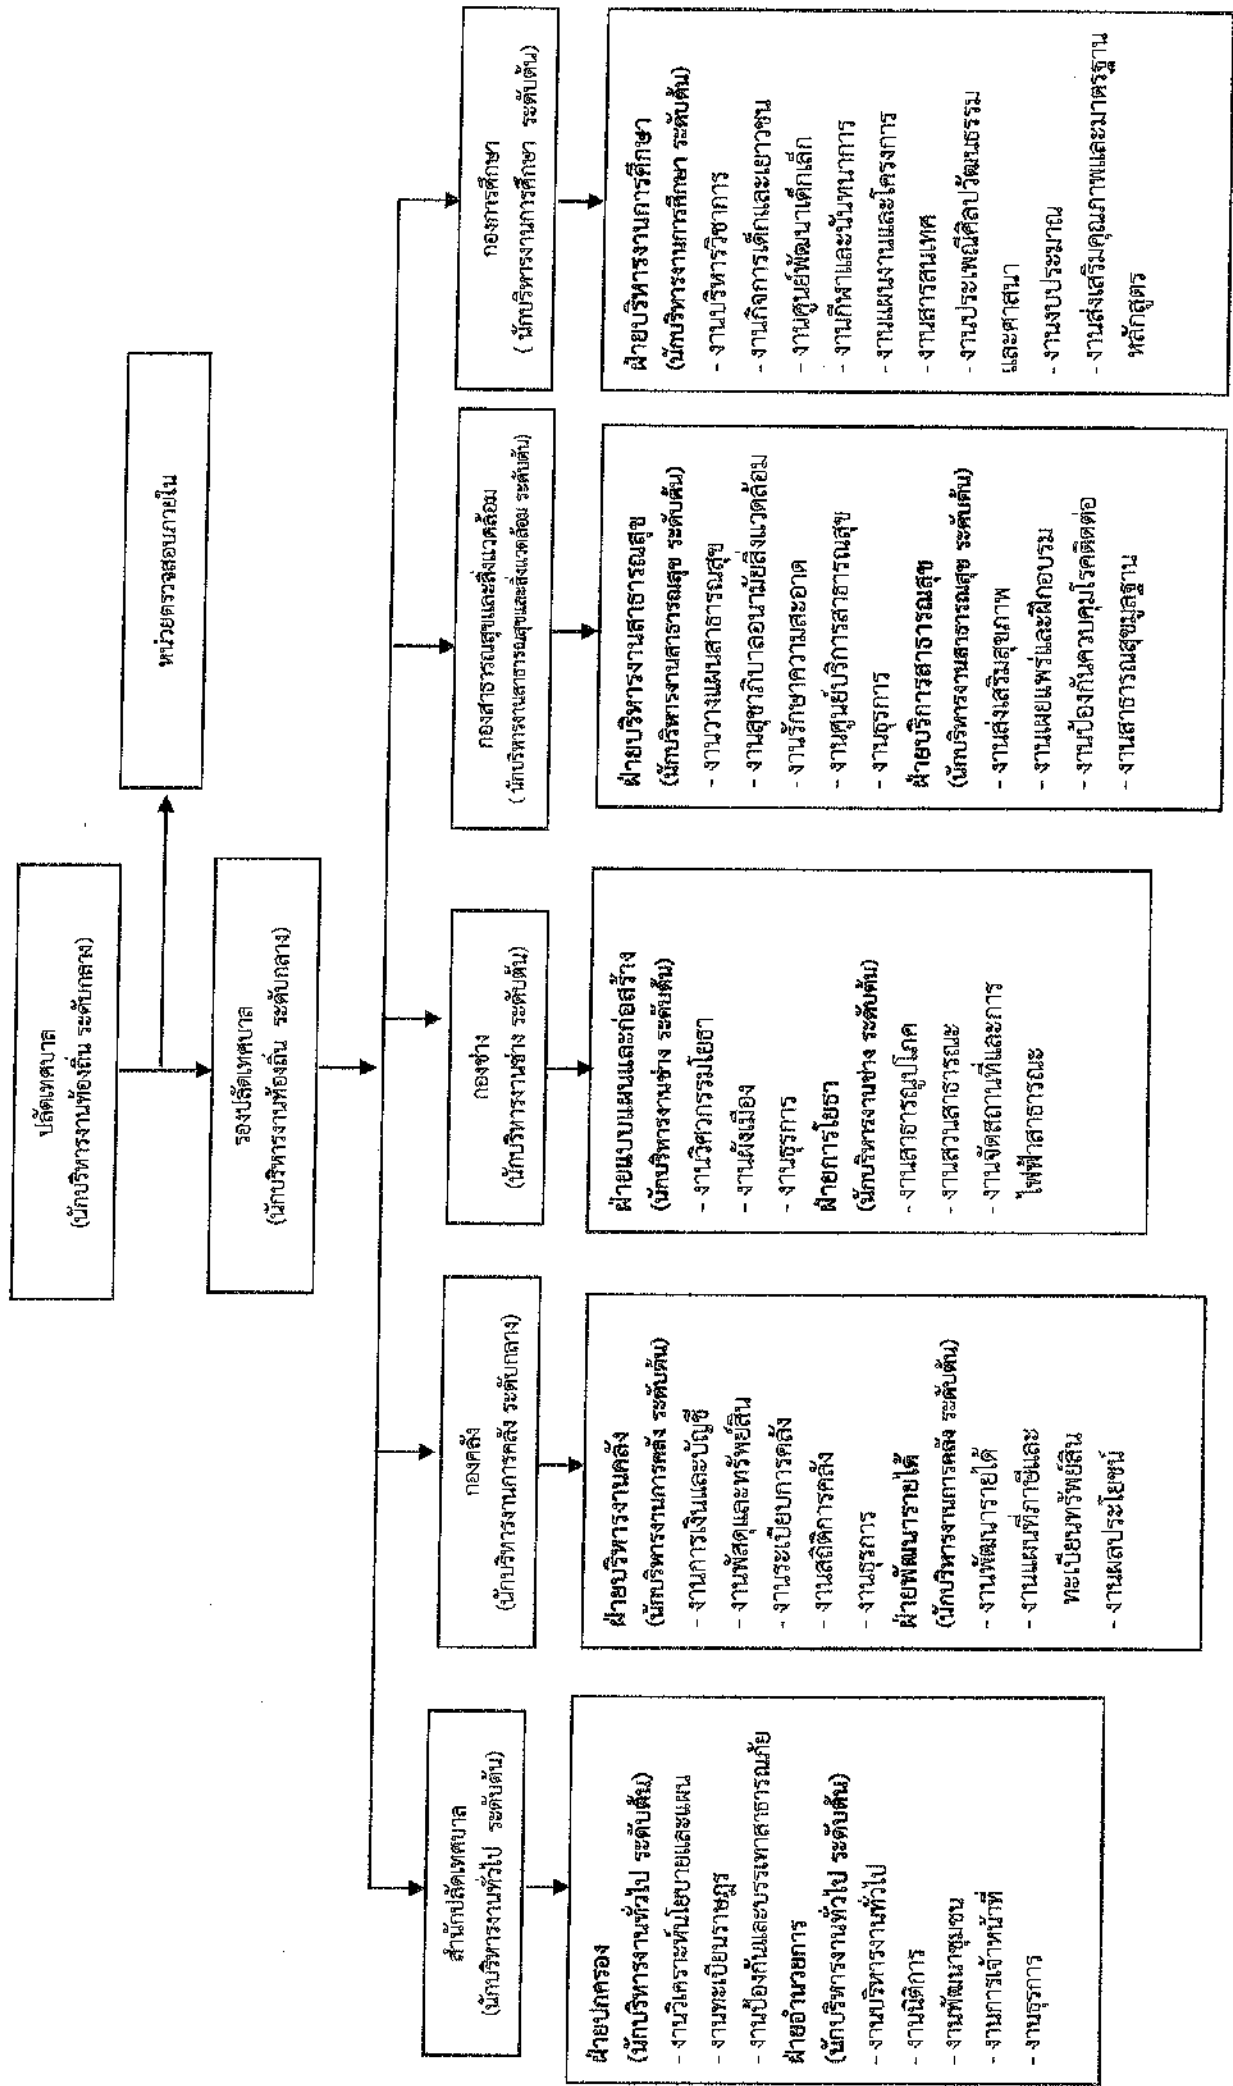 ปลัดเทศบาล
(นักบริหารงานท้องถิ่น ระดับกลาง)
หน่วยตรวจสอบภายใน
รองปลัดเทศบาล
(นักบริหารงานท้องถิ่น ระดับกลาง)
สำนักปลัดเทศบาล
(นักบริหารงานทั่วไป ระดับต้น)
ฝ่ายปกครอง
(นักบริหารงานทั่วไป ระดับต้น)
- งานวิเคราะห์นโยบายและแผน
- งานทะเบียนราษฎร
- งานป้องกันและบรรเทาสาธารณภัย
ฝ่ายอำนวยการ
(นักบริหารงานทั่วไป ระดับต้น)
- งานบริหารงานทั่วไป
- งานนิติการ
- งานพัฒนาชุมชน
- งานการเจ้าหน้าที่
- งานธุรการ
กองคลัง
(นักบริหารงานการคลัง ระดับกลาง)
ฝ่ายบริหารงานคลัง
(นักบริหารงานการคลัง ระดับต้น)
- งานการเงินและบัญชี
- งานพัสดุและทรัพย์สิน
- งานระเบียบการคลัง
- งานสถิติการคลัง
- งานธุรการ
ฝ่ายพัฒนารายได้
(นักบริหารงานการคลัง ระดับต้น)
- งานพัฒนารายได้
- งานแผนที่ภาษีและ
ทะเบียนทรัพย์สิน
- งานผลประโยชน์
กองช่าง
(นักบริหารงานช่าง ระดับต้น)
ฝ่ายแบบแผนและก่อสร้าง
(นักบริหารงานช่าง ระดับต้น)
- งานวิศวกรรมโยธา
- งานผังเมือง
- งานธุรการ
ฝ่ายการโยธา
(นักบริหารงานช่าง ระดับต้น)
- งานสาธารณูปโภค
- งานสวนสาธารณะ
- งานจัดสถานที่และการ
ไฟฟ้าสาธารณะ
กองสาธารณสุขและสิ่งแวดล้อม
( นักบริหารงานสาธารณสุขและสิ่งแวดล้อม ระดับต้น)
ฝ่ายบริหารงานสาธารณสุข
(นักบริหารงานสาธารณสุข ระดับต้น)
- งานวางแผนสาธารณสุข
- งานสุขาภิบาลอนามัยสิ่งแวดล้อม
- งานรักษาความสะอาด
- งานศูนย์บริการสาธารณสุข
- งานธุรการ
ฝ่ายบริการสาธารณสุข
(นักบริหารงานสาธารณสุข ระดับต้น)
- งานส่งเสริมสุขภาพ
- งานเผยแพร่และฝึกอบรม
- งานป้องกันควบคุมโรคติดต่อ
- งานสาธารณสุขมูลฐาน
กองการศึกษา
( นักบริหารงานการศึกษา ระดับต้น)
ฝ่ายบริหารงานการศึกษา
(นักบริหารงานการศึกษา ระดับต้น)
- งานบริหารวิชาการ
- งานกิจการเด็กและเยาวชน
- งานศูนย์พัฒนาเด็กเล็ก
- งานกีฬาและนันทนาการ
- งานแผนงานและโครงการ
- งานสารสนเทศ
- งานประเพณีศิลปวัฒนธรรม
และศาสนา
- งานงบประมาณ
- งานส่งเสริมคุณภาพและมาตรฐาน
หลักสูตร